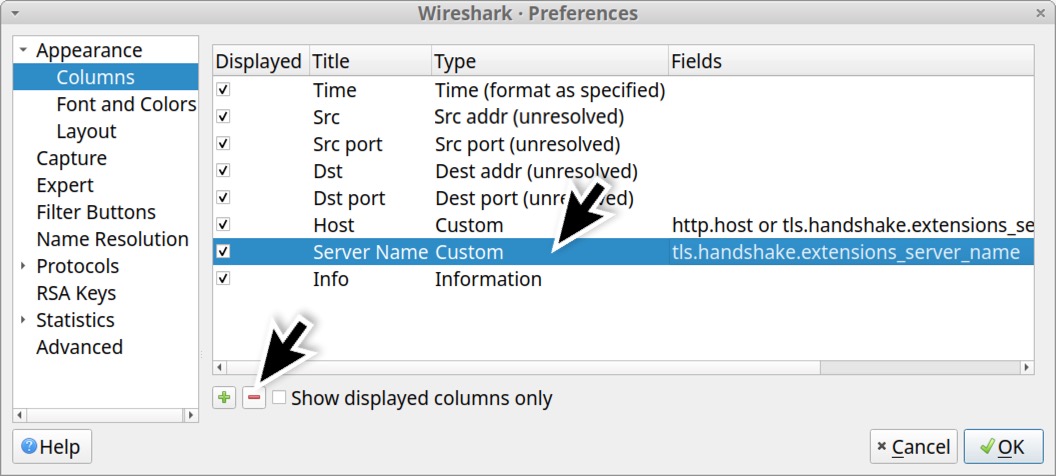 Wireshark · Preferences
Appearance
Columns
Font and Colors
Layout
Capture
Expert
Filter Buttons
Name Resolution
Protocols
RSA Keys
Statistics
Advanced
Displayed Title Type Fields
Time Time (format as specified)
Src Src addr (unresolved)
Src port Src port (unresolved)
Dst Dest addr (unresolved)
Dst port Dest port (unresolved)
Host Custom http.host or tls.handshake.extensions_se
Server Name Custom tls.handshake.extensions_server_name
Info Information
Show displayed columns only
Help Cancel OK